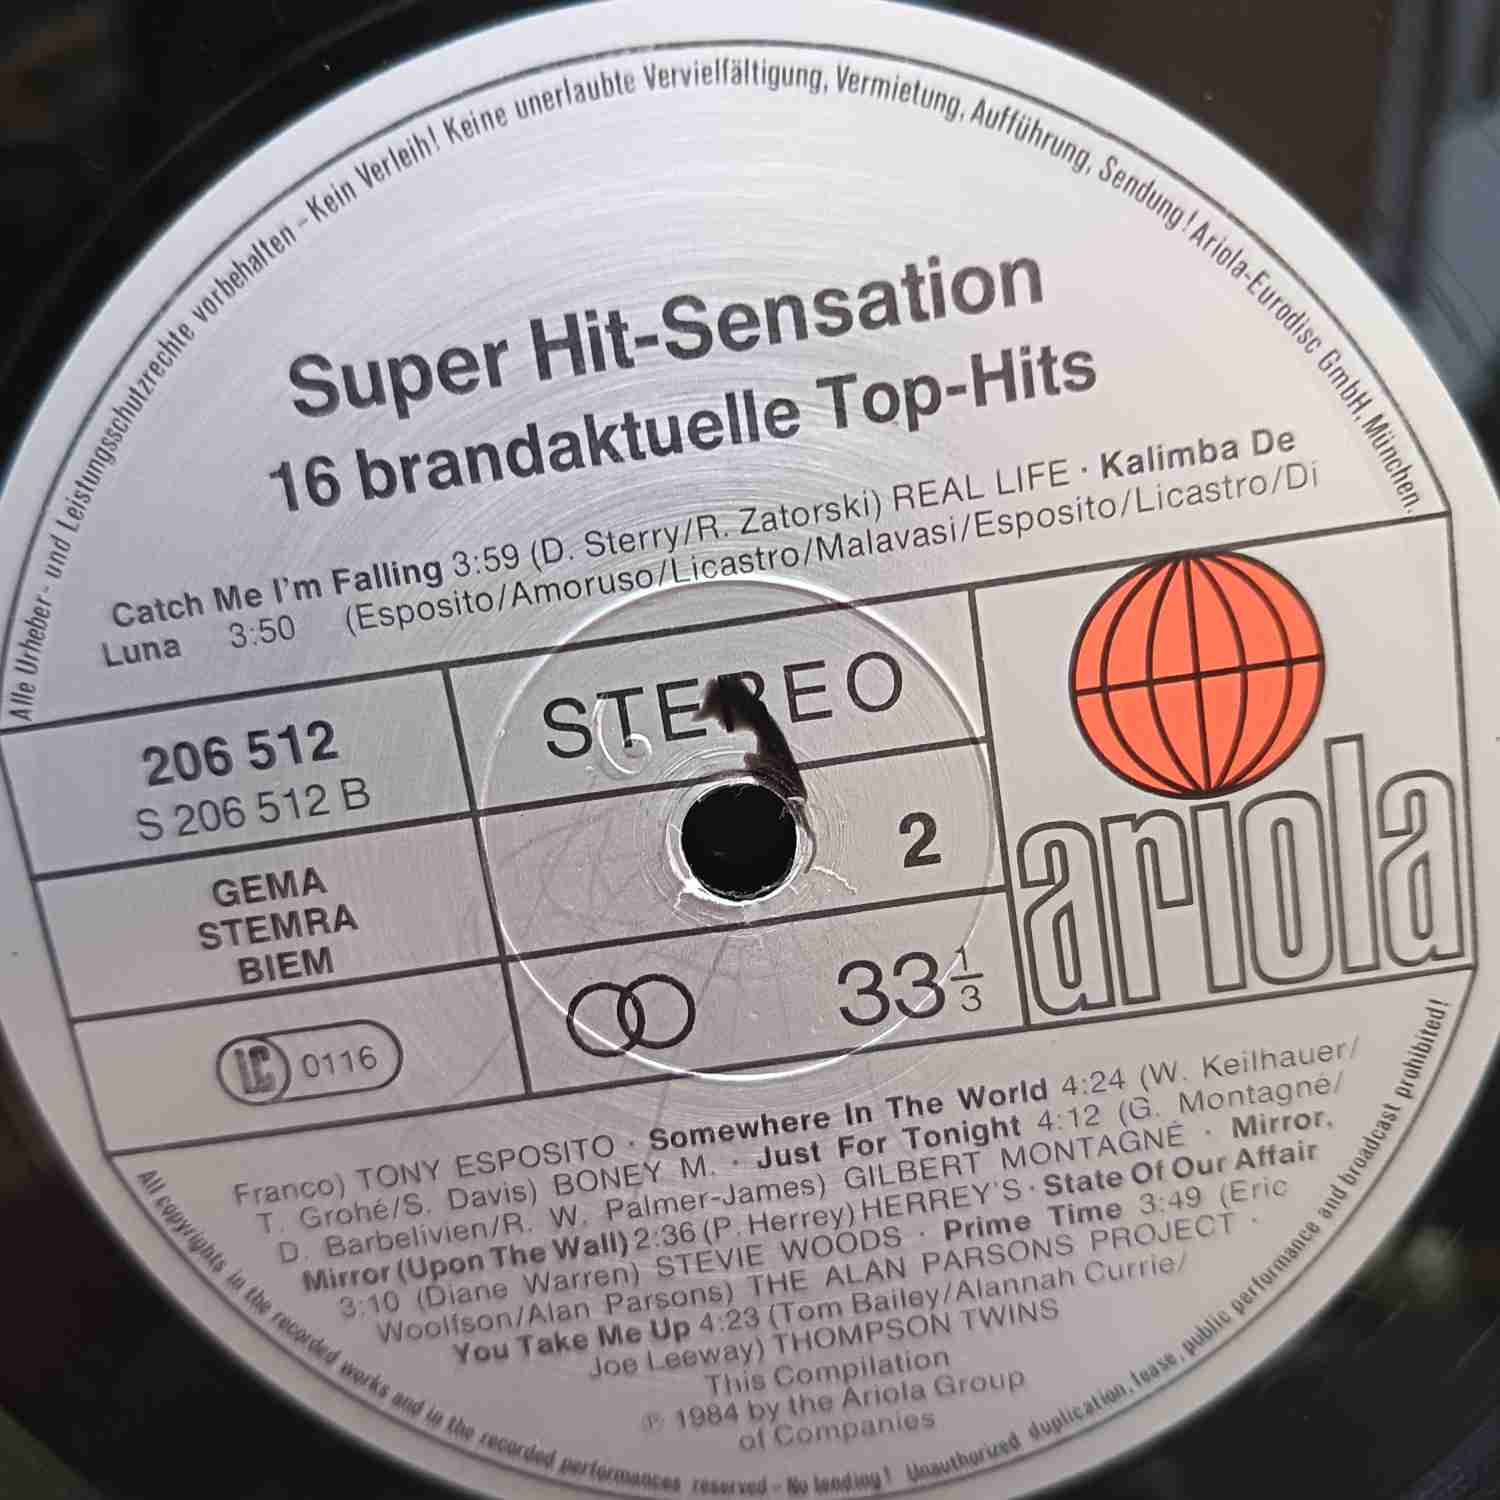 Alle Urheber- und Leistungsschutzrechte vorbehalten - Kein Verleih! Keine unerlaubte Vervielfältigung, Vermietung, Aufführung, Sendung! Ariola-Eurodisc GmbH, München.
Super Hit-Sensation
16 brandaktuelle Top-Hits
Catch Me I'm Falling 3:59 (D. Sterry/R. Zatorski) REAL LIFE · Kalimba De
Luna 3:50 (Esposito/Amoruso/Licastro/Malavasi/Esposito/Licastro/Di
206 512
S 206 512 B
STEREO
GEMA
STEMRA
BIEM
2
LC 0116
33 1/3
ariola
Franco) TONY ESPOSITO · Somewhere In The World 4:24 (W. Keilhauer/
T. Grohé/S. Davis) BONEY M. · Just For Tonight 4:12 (G. Montagné/
D. Barbelivien/R. W. Palmer-James) GILBERT MONTAGNÉ · Mirror,
Mirror (Upon The Wall) 2:36 (P. Herrey) HERREY'S · State Of Our Affair
3:10 (Diane Warren) STEVIE WOODS · Prime Time 3:49 (Eric
Woolfson/Alan Parsons) THE ALAN PARSONS PROJECT ·
You Take Me Up 4:23 (Tom Bailey/Alannah Currie/
Joe Leeway) THOMPSON TWINS
This Compilation
℗ 1984 by the Ariola Group
of Companies
All copyrights in the recorded works and in the recorded performances reserved - No lending! Unauthorized duplication, lease, public performance and broadcast prohibited!